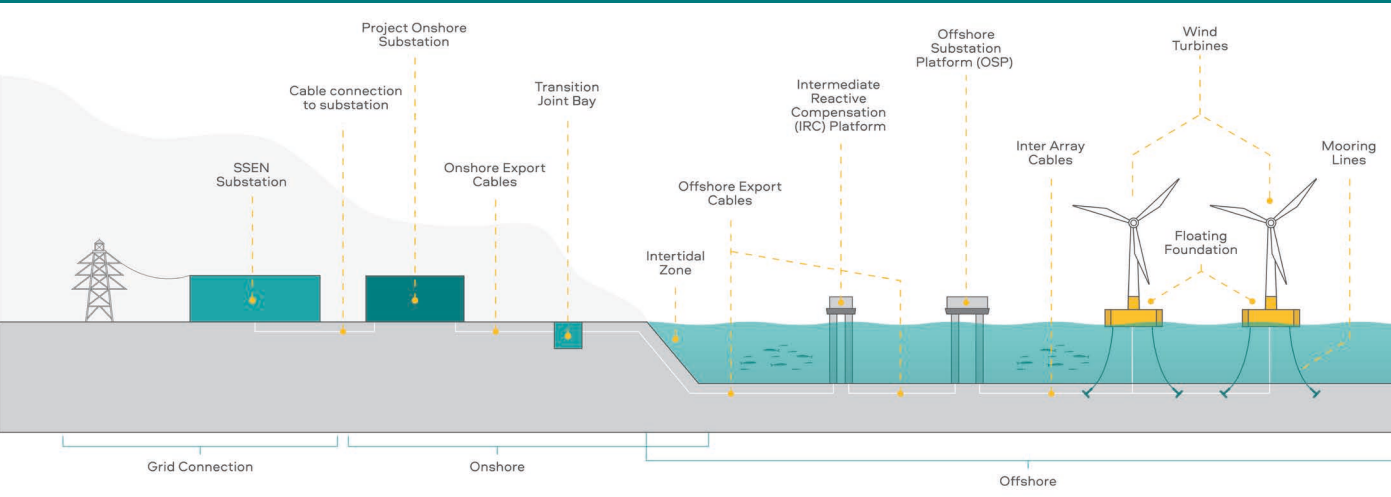 Project Onshore
Substation
Cable connection
to substation
Transition
Joint Bay
SSEN
Substation
Onshore Export
Cables
Intertidal
Zone
Offshore Export
Cables
Intermediate
Reactive
Compensation
(IRC) Platform
Offshore
Substation
Platform (OSP)
Inter Array
Cables
Wind
Turbines
Floating
Foundation
Mooring
Lines
Grid Connection
Onshore
Offshore